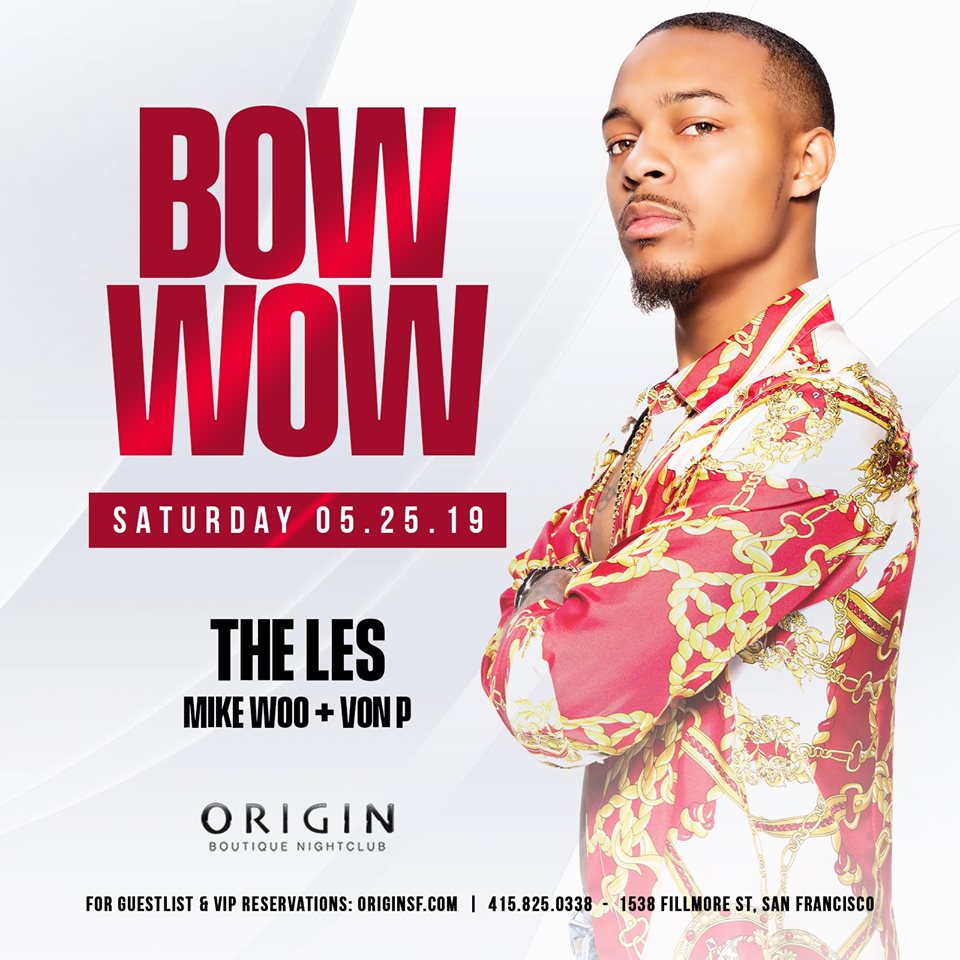 BOW
WOW
SATURDAY 05.25.19
THE LES
MIKE WOO + VON P
ORIGIN
BOUTIQUE NIGHTCLUB
FOR GUESTLIST & VIP RESERVATIONS: ORIGINSF.COM | 415.825.0338 - 1538 FILLMORE ST, SAN FRANCISCO